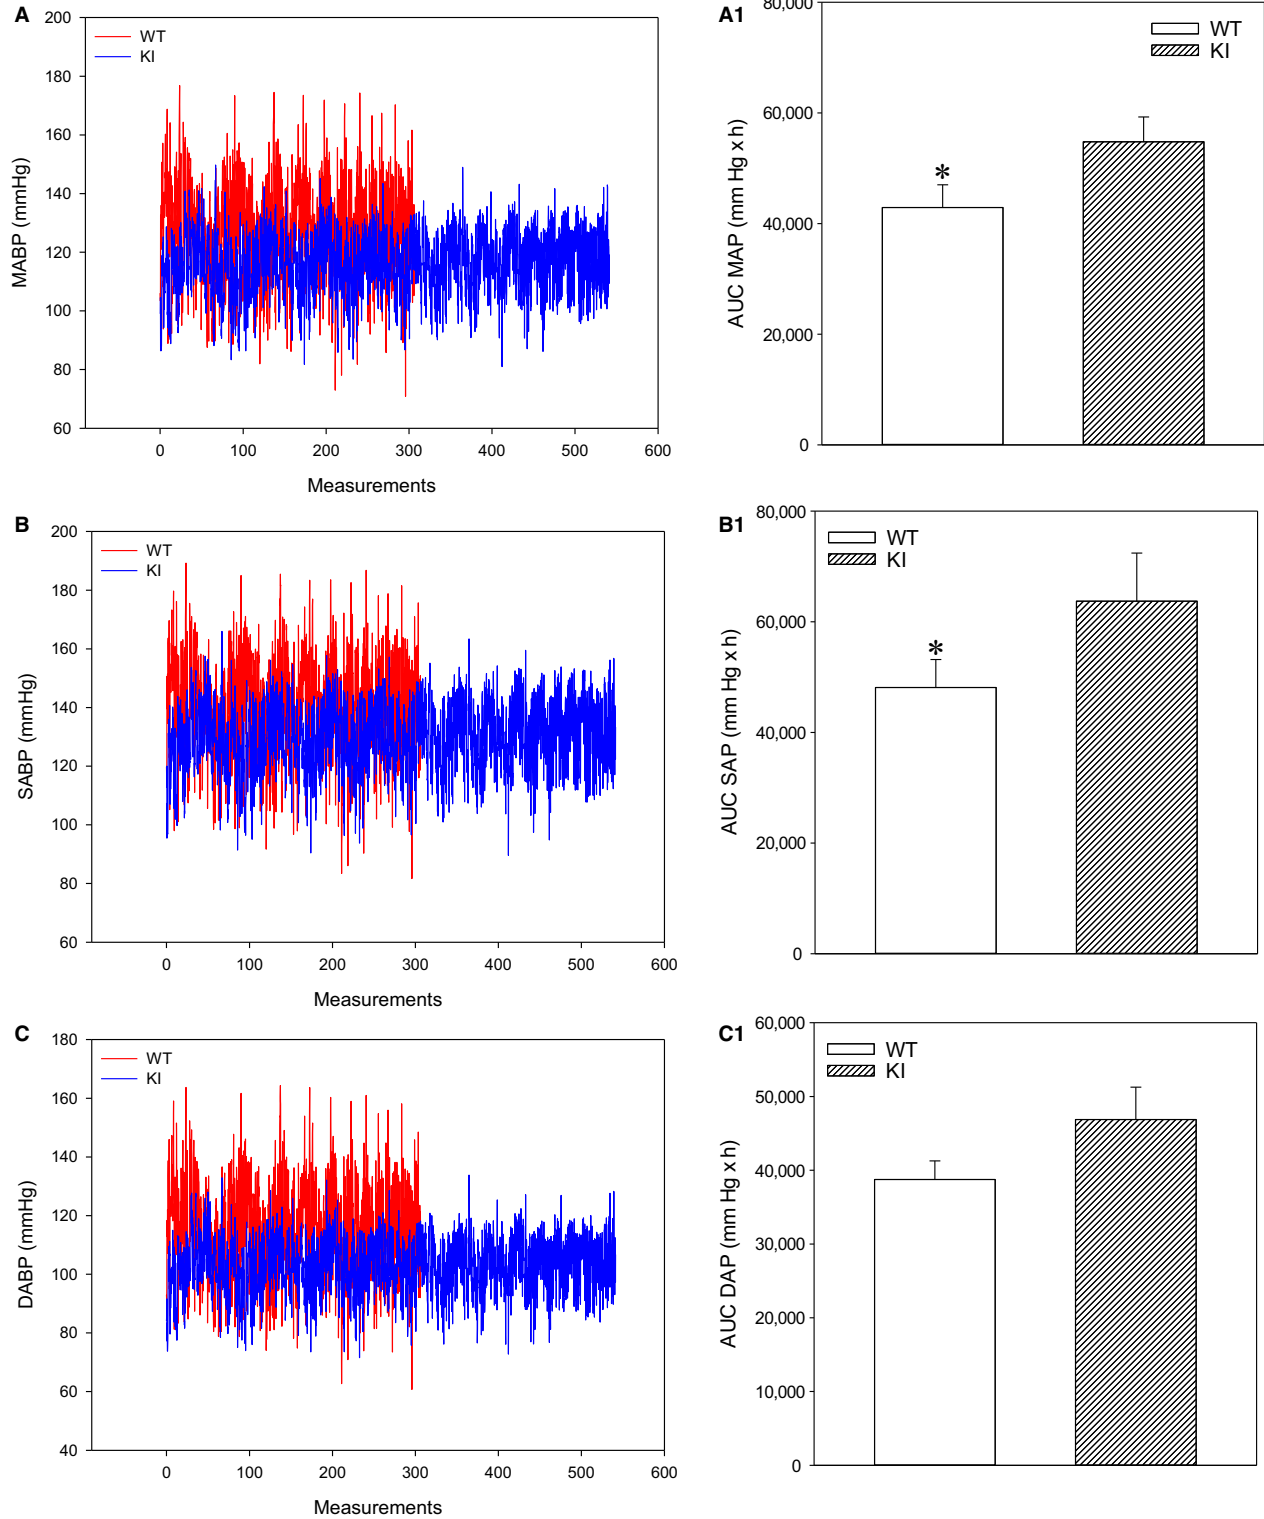 A
200
180
160
140
120
100
80
60
MABP (mmHg)
WT
KI
0 100 200 300 400 500 600
Measurements
A1
80,000
60,000
40,000
20,000
0
AUC MAP (mm Hg x h)
WT
KI
*
B
200
180
160
140
120
100
80
60
SABP (mmHg)
WT
KI
0 100 200 300 400 500 600
Measurements
B1
80,000
60,000
40,000
20,000
0
AUC SAP (mm Hg x h)
WT
KI
*
C
180
160
140
120
100
80
60
40
DABP (mmHg)
WT
KI
0 100 200 300 400 500 600
Measurements
C1
60,000
50,000
40,000
30,000
20,000
10,000
0
AUC DAP (mm Hg x h)
WT
KI